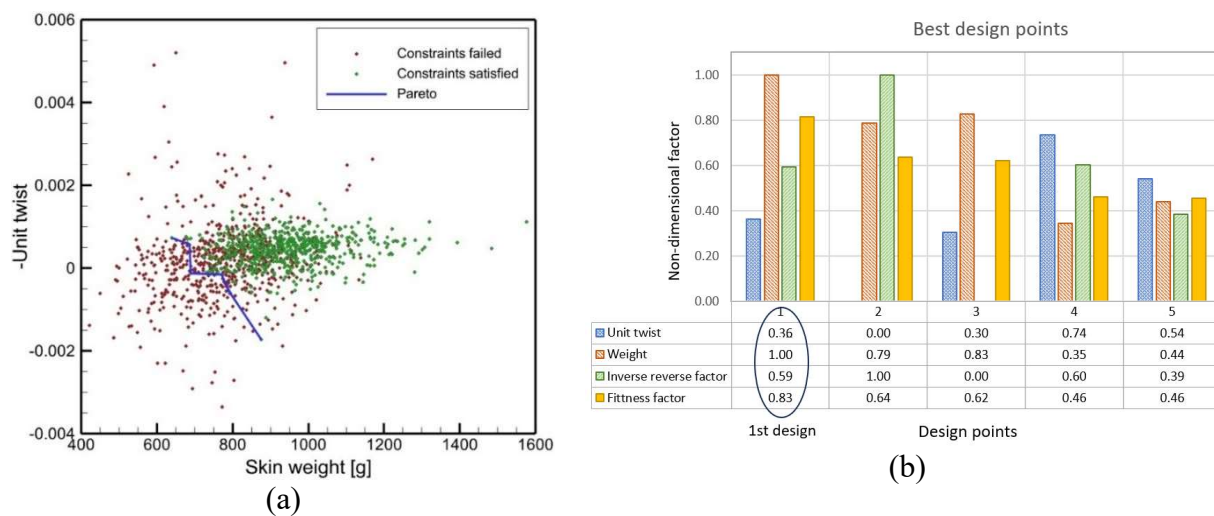 0.006
0.004
0.002
0
-0.002
-0.004
-Unit twist
Constraints failed
Constraints satisfied
Pareto
400 600 800 1000 1200 1400 1600
Skin weight [g]
(a)
Best design points
1.00
0.80
0.60
0.40
0.20
0.00
Non-dimensional factor
1 2 3 4 5
Unit twist 0.36 0.00 0.30 0.74 0.54
Weight 1.00 0.79 0.83 0.35 0.44
Inverse reverse factor 0.59 1.00 0.00 0.60 0.39
Fittness factor 0.83 0.64 0.62 0.46 0.46
1st design Design points
(b)